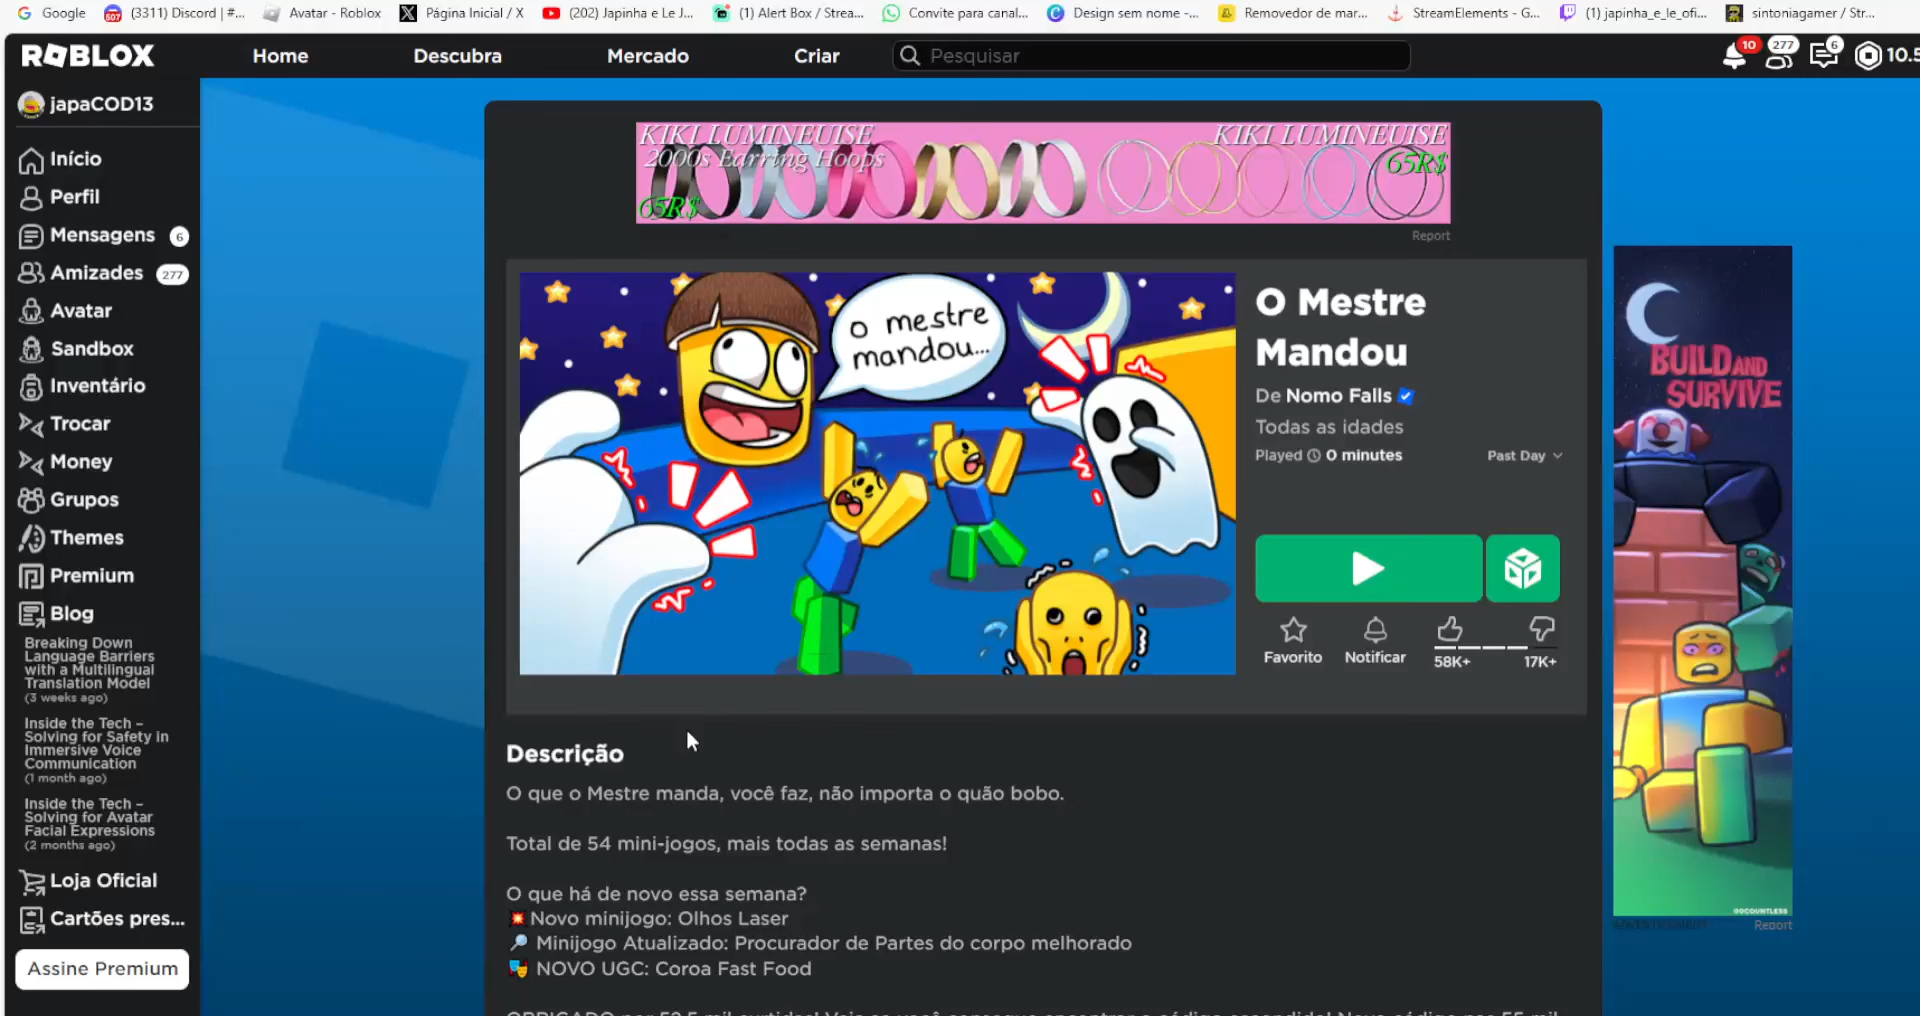 Google
(3311) Discord | #...
Avatar - Roblox
Página Inicial / X
(202) Japinha e Le J...
(1) Alert Box / Strea...
Convite para canal...
Design sem nome -...
Removedor de mar...
StreamElements - G...
(1) japinha_e_le_ofi...
sintoniagamer / Str...
ROBLOX
Home
Descubra
Mercado
Criar
Pesquisar
10
277
6
10.5
japaCOD13
Início
Perfil
Mensagens 6
Amizades 277
Avatar
Sandbox
Inventário
Trocar
Money
Grupos
Themes
Premium
Blog
Breaking Down
Language Barriers
with a Multilingual
Translation Model
(3 weeks ago)
Inside the Tech –
Solving for Safety in
Immersive Voice
Communication
(1 month ago)
Inside the Tech –
Solving for Avatar
Facial Expressions
(2 months ago)
Loja Oficial
Cartões pres...
Assine Premium
KIKI LUMINEUISE
2000s Earring Hoops
65R$
KIKI LUMINEUISE
65R$
Report
o mestre
mandou...
O Mestre
Mandou
De Nomo Falls
Todas as idades
Played 0 minutes
Past Day
Favorito
Notificar
58K+
17K+
Descrição
O que o Mestre manda, você faz, não importa o quão bobo.
Total de 54 mini-jogos, mais todas as semanas!
O que há de novo essa semana?
💥Novo minijogo: Olhos Laser
🔎 Minijogo Atualizado: Procurador de Partes do corpo melhorado
🎭 NOVO UGC: Coroa Fast Food
BUILD AND
SURVIVE
Report